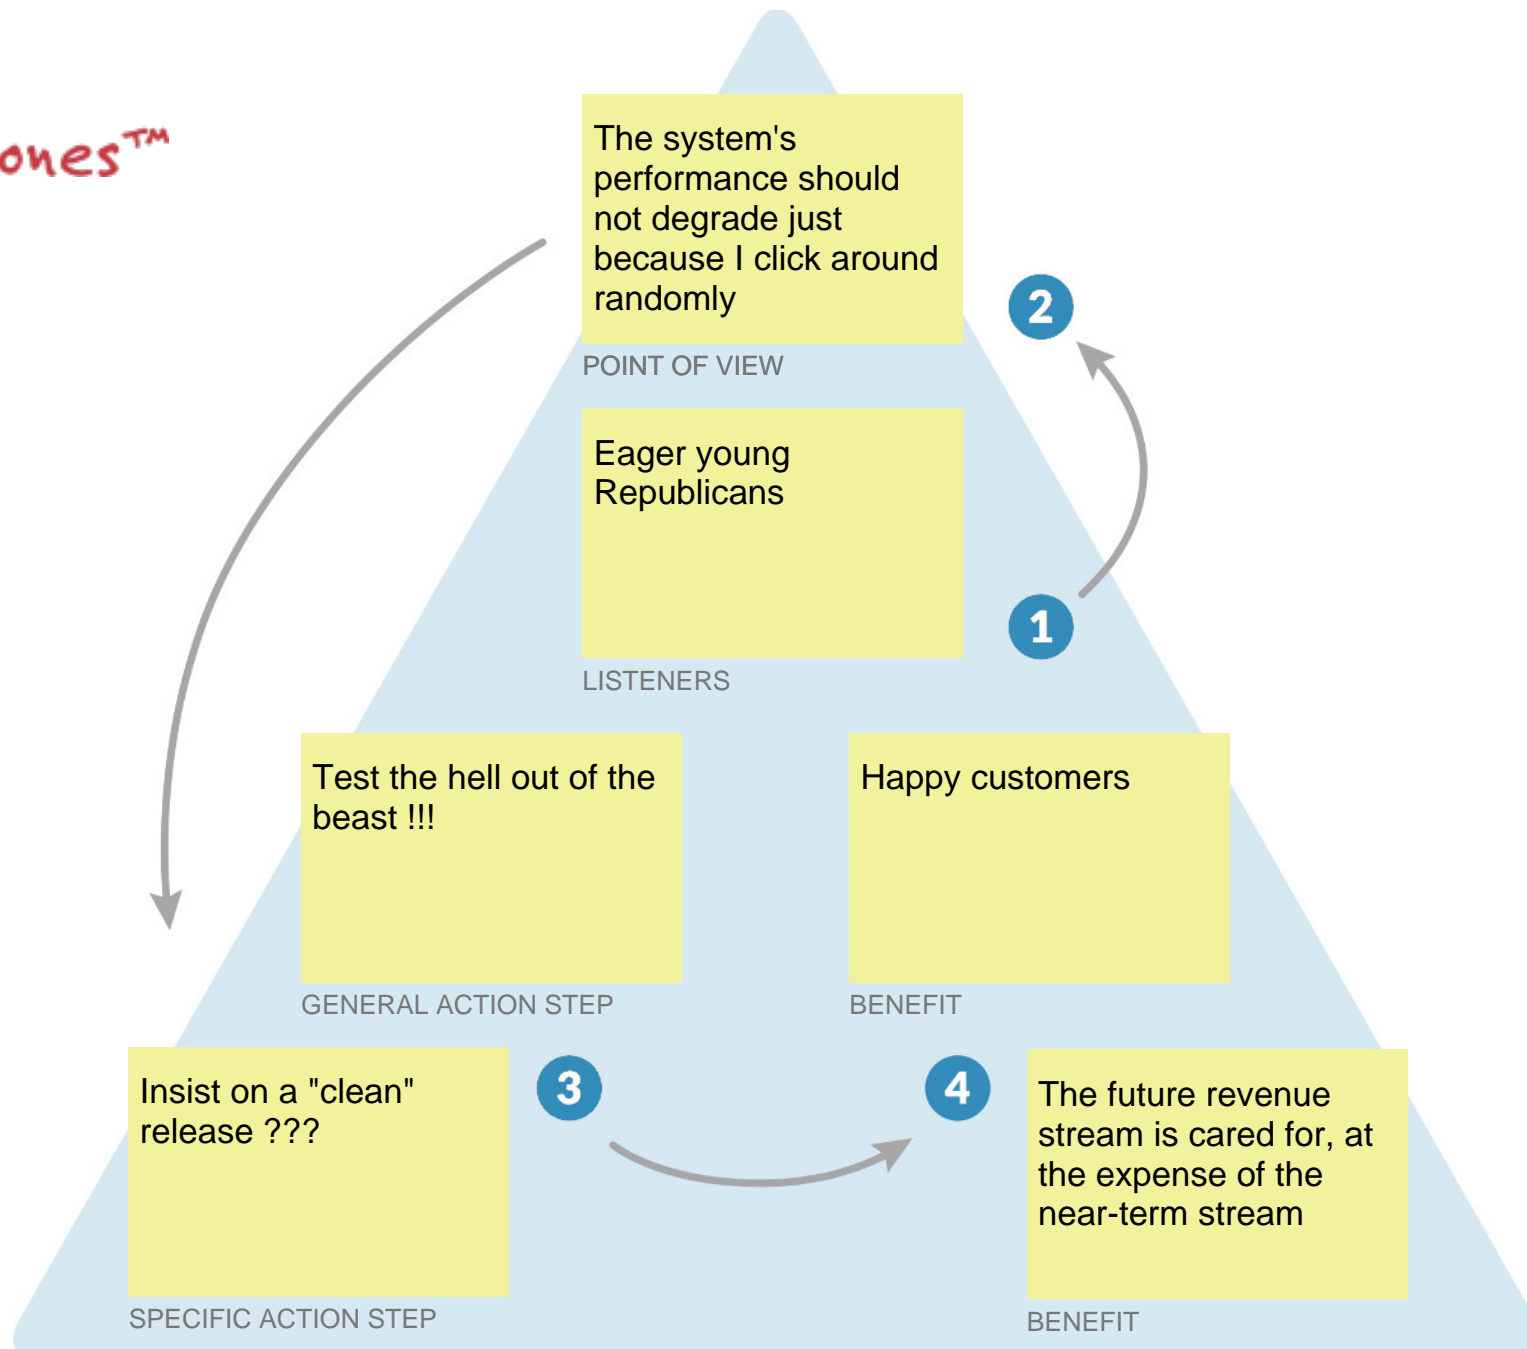 ones™
The system's
performance should
not degrade just
because I click around
randomly
2
POINT OF VIEW
Eager young
Republicans
1
LISTENERS
Test the hell out of the
beast !!!
Happy customers
GENERAL ACTION STEP
BENEFIT
Insist on a "clean"
release ???
3
4
The future revenue
stream is cared for, at
the expense of the
near-term stream
SPECIFIC ACTION STEP
BENEFIT